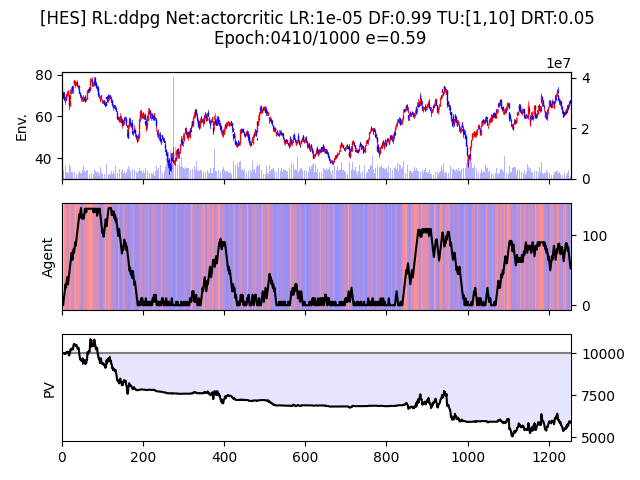 [HES] RL:ddpg Net:actorcritic LR:1e-05 DF:0.99 TU:[1,10] DRT:0.05
Epoch:0410/1000 e=0.59
1e7
80
60
40
Env.
4
2
0
Agent
100
0
PV
10000
7500
5000
0 200 400 600 800 1000 1200